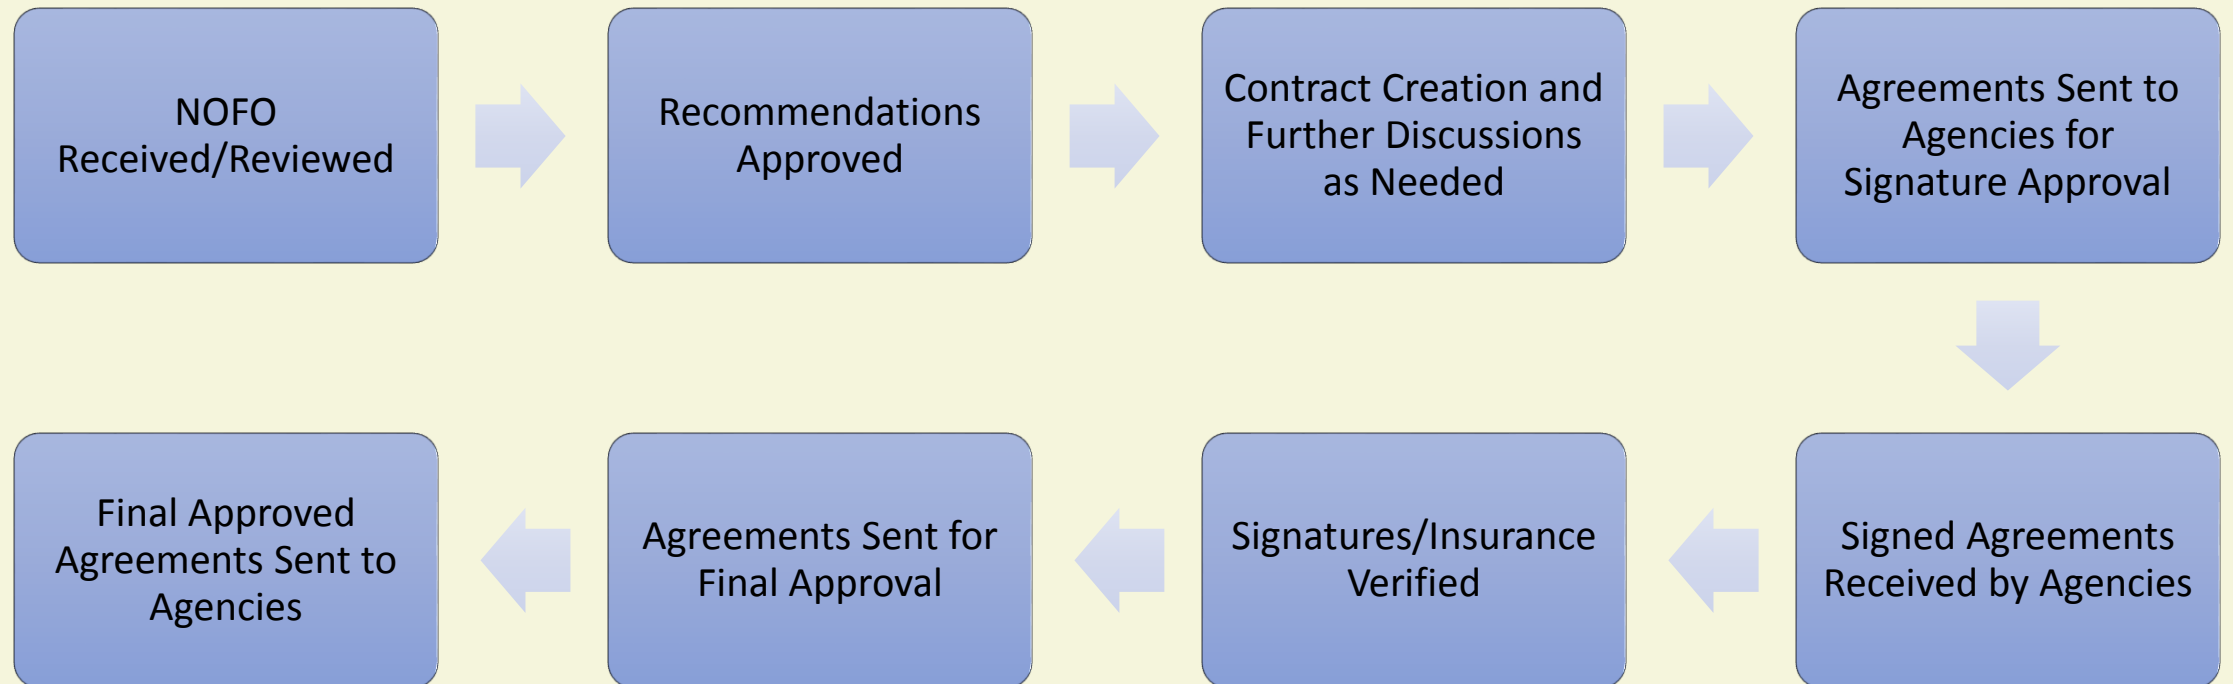 NOFO
Received/Reviewed
Recommendations
Approved
Contract Creation and
Further Discussions
as Needed
Agreements Sent to
Agencies for
Signature Approval
Signed Agreements
Received by Agencies
Signatures/Insurance
Verified
Agreements Sent for
Final Approval
Final Approved
Agreements Sent to
Agencies